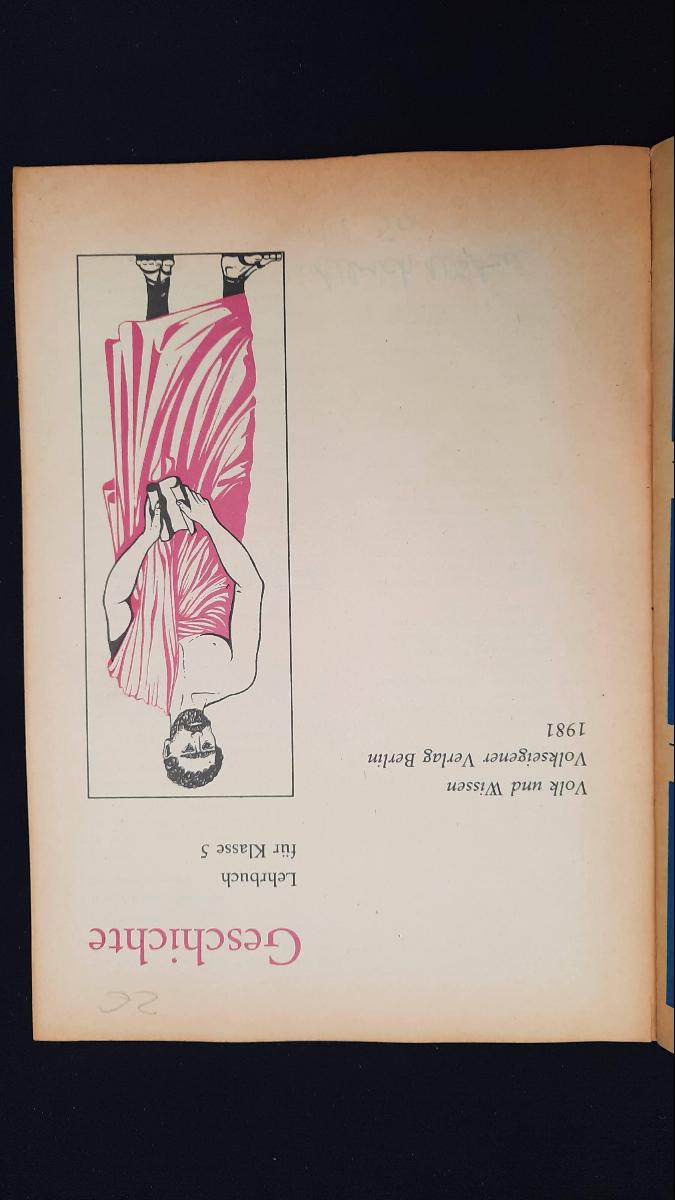 Geschichte
Lehrbuch
für Klasse 5
Volk und Wissen
Volkseigener Verlag Berlin
1981